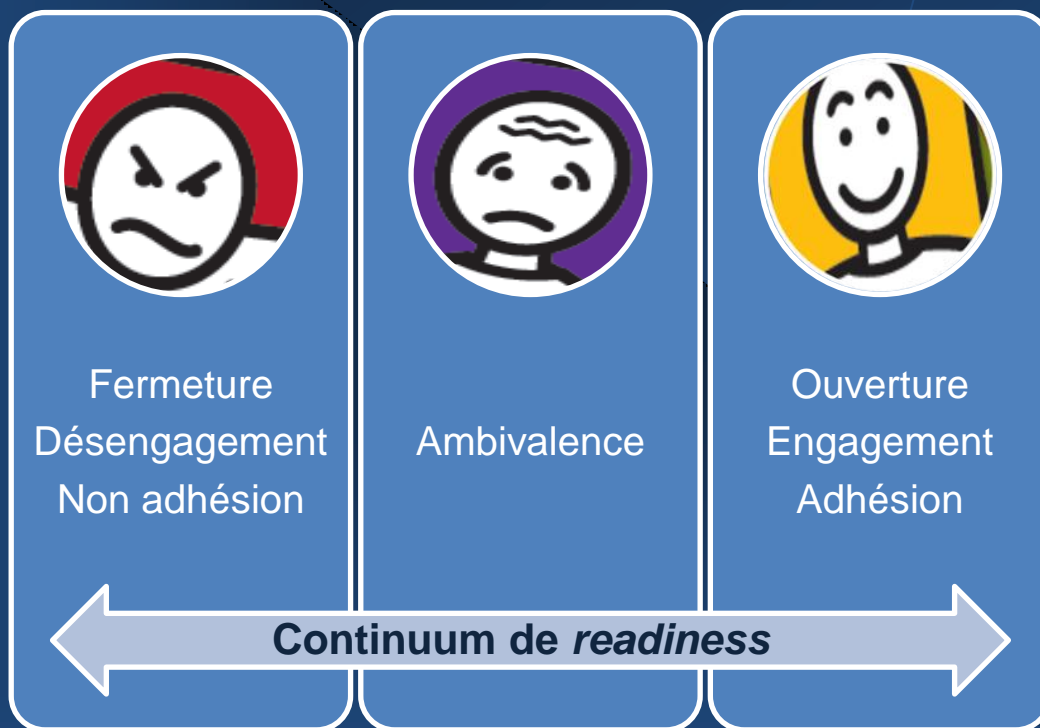 Fermeture
Désengagement
Non adhésion
Ambivalence
Ouverture
Engagement
Adhésion
Continuum de readiness